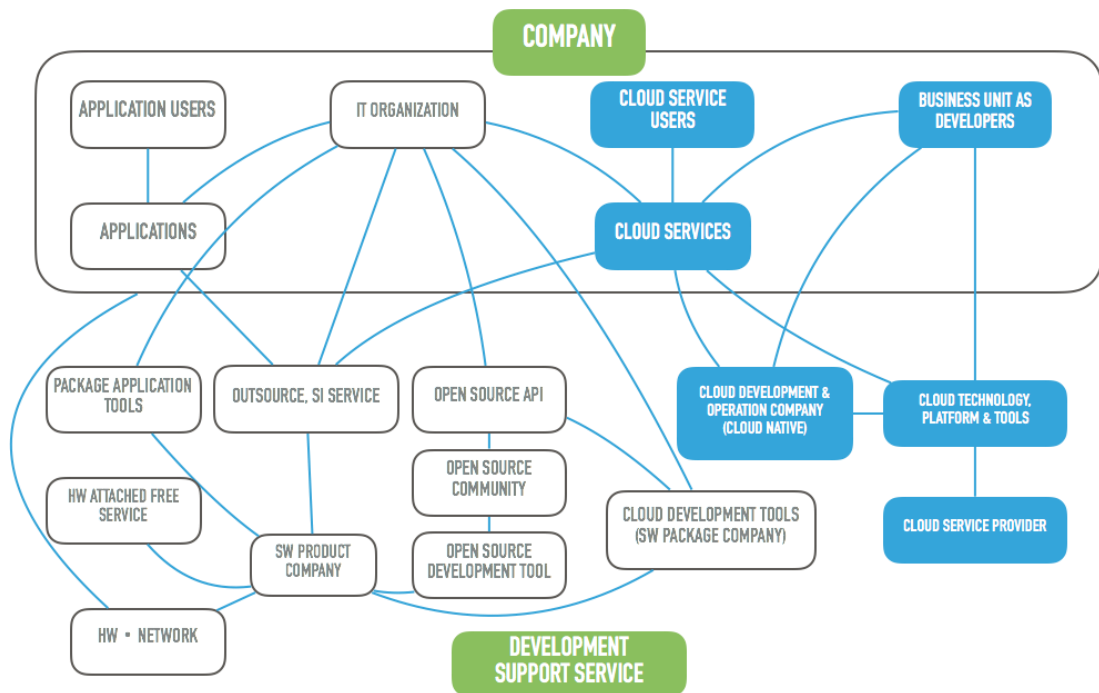 COMPANY
APPLICATION USERS
IT ORGANIZATION
CLOUD SERVICE
USERS
BUSINESS UNIT AS
DEVELOPERS
APPLICATIONS
CLOUD SERVICES
PACKAGE APPLICATION
TOOLS
OUTSOURCE, SI SERVICE
OPEN SOURCE API
CLOUD DEVELOPMENT &
OPERATION COMPANY
(CLOUD NATIVE)
CLOUD TECHNOLOGY,
PLATFORM & TOOLS
HW ATTACHED FREE
SERVICE
OPEN SOURCE
COMMUNITY
CLOUD DEVELOPMENT TOOLS
(SW PACKAGE COMPANY)
CLOUD SERVICE PROVIDER
SW PRODUCT
COMPANY
OPEN SOURCE
DEVELOPMENT TOOL
HW • NETWORK
DEVELOPMENT
SUPPORT SERVICE